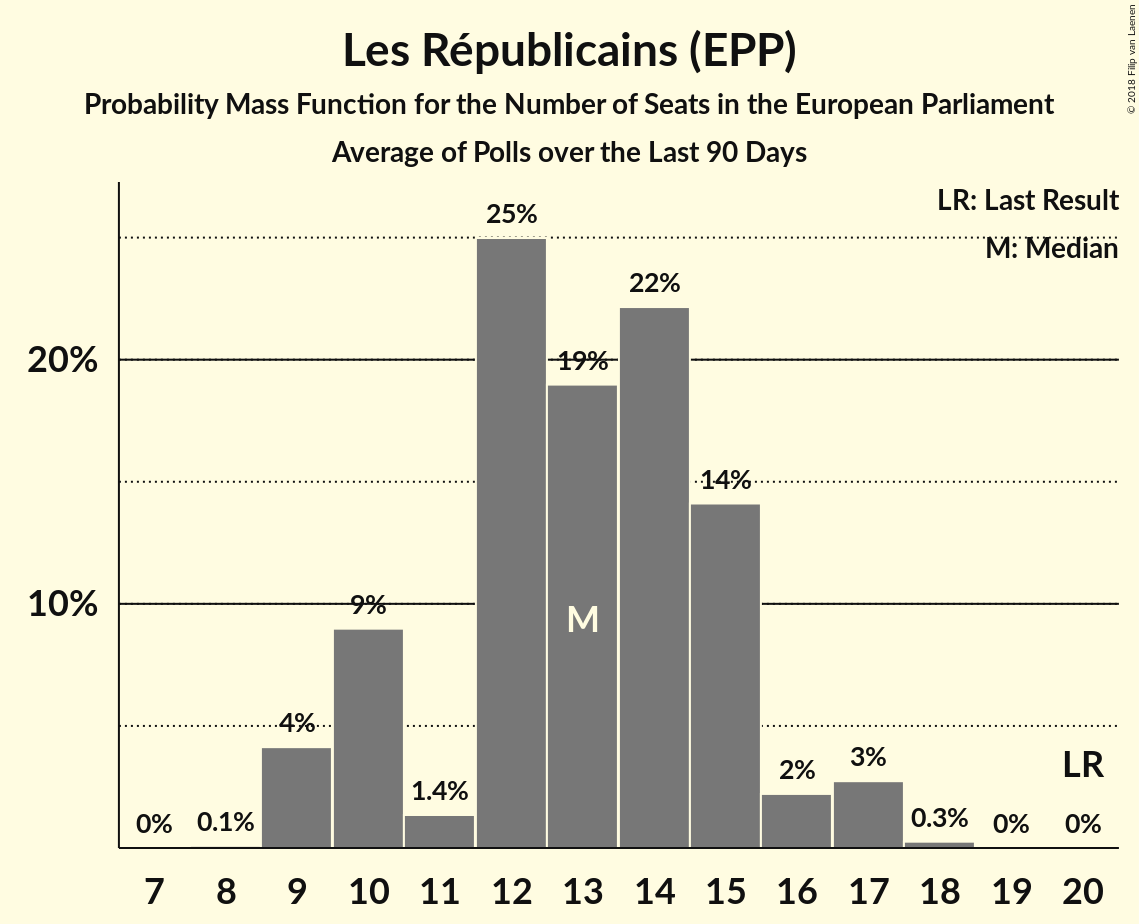 Les Républicains (EPP)
Probability Mass Function for the Number of Seats in the European Parliament
Average of Polls over the Last 90 Days
© 2018 Filip van Laenen
LR: Last Result
M: Median
25%
22%
20%
19%
14%
10%
9%
M
4%
3%
2%
LR
1.4%
0%
0.1%
0.3%
0%
0%
7 8 9 10 11 12 13 14 15 16 17 18 19 20